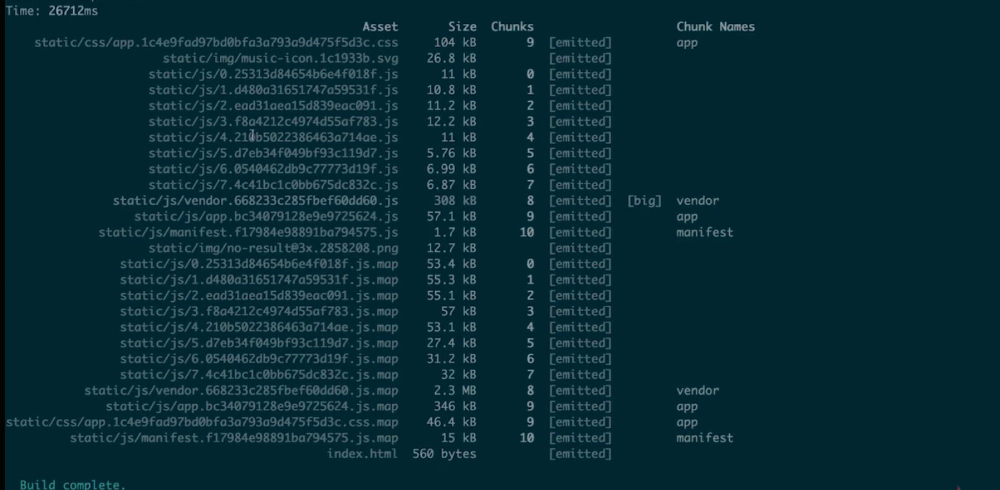 Time: 26712ms
Asset Size Chunks Chunk Names
static/css/app.1c4e9fad97bd0bfa3a793a9d475f5d3c.css 104 kB 9 [emitted] app
static/img/music-icon.1c1933b.svg 26.8 kB [emitted]
static/js/0.25313d84654b6e4f018f.js 11 kB 0 [emitted]
static/js/1.d480a31651747a59531f.js 10.8 kB 1 [emitted]
static/js/2.ead31aea15d839eac091.js 11.2 kB 2 [emitted]
static/js/3.f8a4212c4974d55af783.js 12.2 kB 3 [emitted]
static/js/4.210b5022386463a714ae.js 11 kB 4 [emitted]
static/js/5.d7eb34f049bf93c119d7.js 5.76 kB 5 [emitted]
static/js/6.0540462db9c77773d19f.js 6.99 kB 6 [emitted]
static/js/7.4c41bc1c0bb675dc832c.js 6.87 kB 7 [emitted]
static/js/vendor.668233c285fbef60dd60.js 308 kB 8 [emitted] [big] vendor
static/js/app.bc34079128e9e9725624.js 57.1 kB 9 [emitted] app
static/js/manifest.f17984e98891ba794575.js 1.7 kB 10 [emitted] manifest
static/img/no-result@3x.2858208.png 12.7 kB [emitted]
static/js/0.25313d84654b6e4f018f.js.map 53.4 kB 0 [emitted]
static/js/1.d480a31651747a59531f.js.map 55.3 kB 1 [emitted]
static/js/2.ead31aea15d839eac091.js.map 55.1 kB 2 [emitted]
static/js/3.f8a4212c4974d55af783.js.map 57 kB 3 [emitted]
static/js/4.210b5022386463a714ae.js.map 53.1 kB 4 [emitted]
static/js/5.d7eb34f049bf93c119d7.js.map 27.4 kB 5 [emitted]
static/js/6.0540462db9c77773d19f.js.map 31.2 kB 6 [emitted]
static/js/7.4c41bc1c0bb675dc832c.js.map 32 kB 7 [emitted]
static/js/vendor.668233c285fbef60dd60.js.map 2.3 MB 8 [emitted] vendor
static/js/app.bc34079128e9e9725624.js.map 346 kB 9 [emitted] app
static/css/app.1c4e9fad97bd0bfa3a793a9d475f5d3c.css.map 46.4 kB 9 [emitted] app
static/js/manifest.f17984e98891ba794575.js.map 15 kB 10 [emitted] manifest
index.html 560 bytes [emitted]
Build complete.